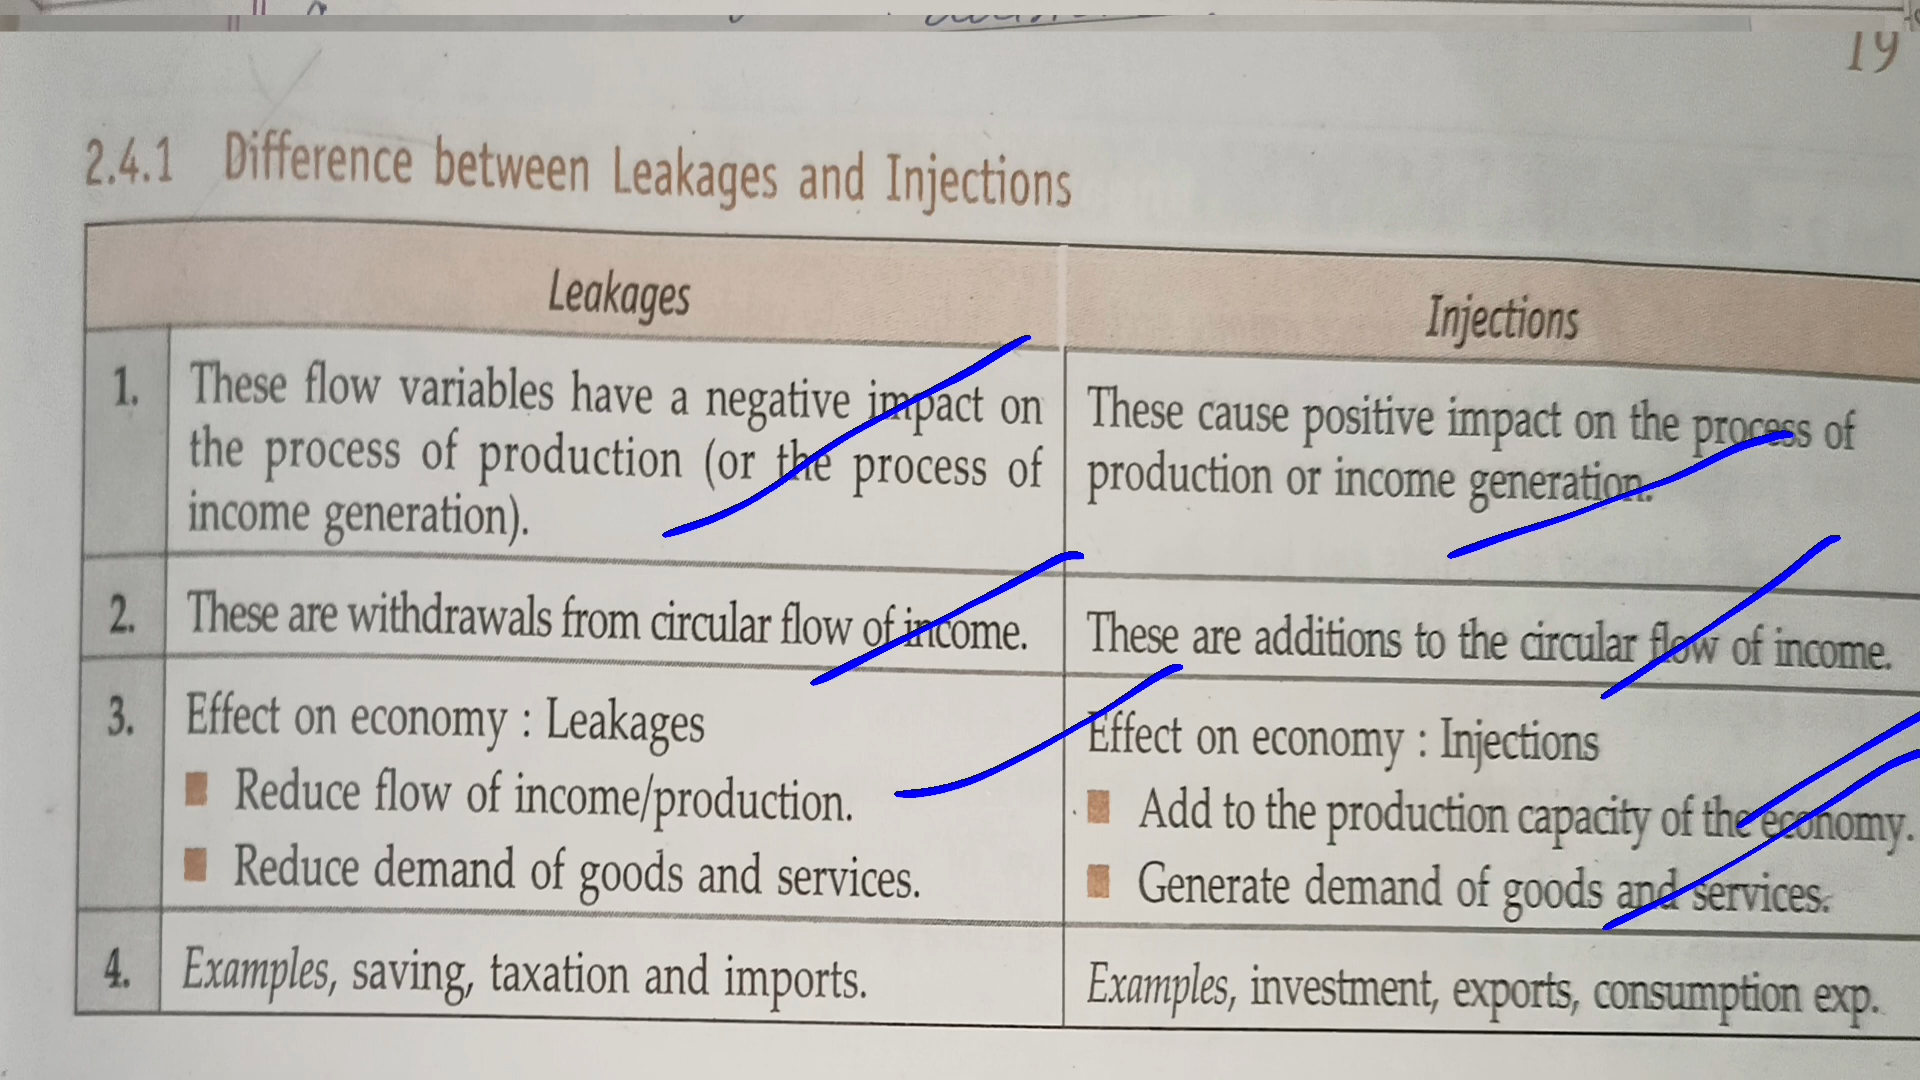 19
2.4.1 Difference between Leakages and Injections
Leakages
Injections
1.
These flow variables have a negative impact on
the process of production (or the process of
income generation).
These cause positive impact on the process of
production or income generation.
2.
These are withdrawals from circular flow of income.
These are additions to the circular flow of income.
3.
Effect on economy : Leakages
■ Reduce flow of income/production.
■ Reduce demand of goods and services.
Effect on economy : Injections
■ Add to the production capacity of the economy.
■ Generate demand of goods and services.
4.
Examples, saving, taxation and imports.
Examples, investment, exports, consumption exp.